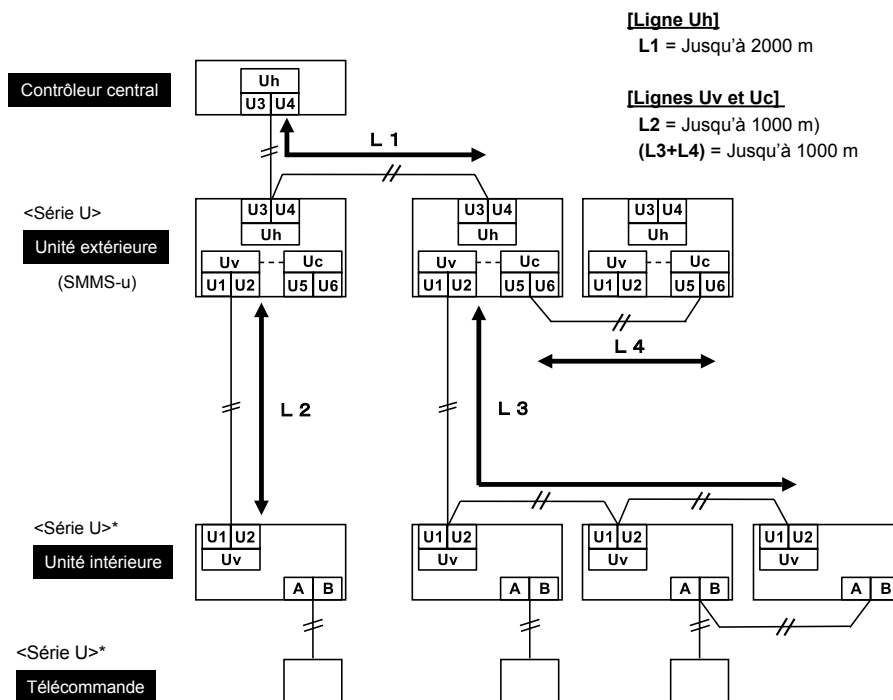 [Ligne Uh]
L1 = Jusqu'à 2000 m
[Lignes Uv et Uc]
L2 = Jusqu'à 1000 m)
(L3+L4) = Jusqu'à 1000 m
Contrôleur central
Uh
U3 U4
L 1
<Série U>
Unité extérieure
(SMMS-u)
U3 U4 U3 U4 U3 U4
Uh Uh Uh
Uv Uc Uv Uc Uv Uc
U1 U2 U5 U6 U1 U2 U5 U6 U1 U2 U5 U6
L 4
L 2 L 3
<Série U>*
Unité intérieure
U1 U2 U1 U2 U1 U2 U1 U2
Uv Uv Uv Uv
A B A B A B A B
<Série U>*
Télécommande